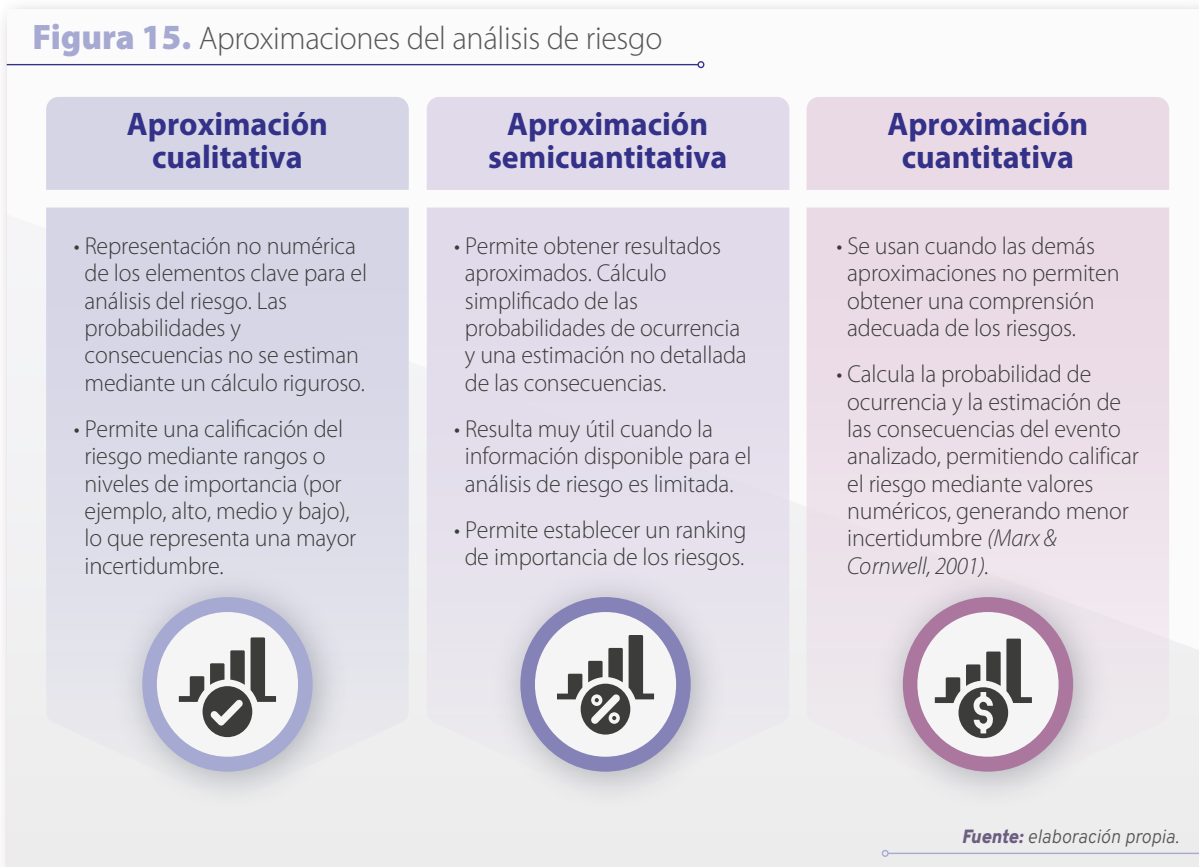 Figura 15. Aproximaciones del análisis de riesgo
Aproximación
cualitativa
• Representación no numérica
de los elementos clave para el
análisis del riesgo. Las
probabilidades y
consecuencias no se estiman
mediante un cálculo riguroso.
• Permite una calificación del
riesgo mediante rangos o
niveles de importancia (por
ejemplo, alto, medio y bajo),
lo que representa una mayor
incertidumbre.
Aproximación
semicuantitativa
• Permite obtener resultados
aproximados. Cálculo
simplificado de las
probabilidades de ocurrencia
y una estimación no detallada
de las consecuencias.
• Resulta muy útil cuando la
información disponible para el
análisis de riesgo es limitada.
• Permite establecer un ranking
de importancia de los riesgos.
%
Aproximación
cuantitativa
• Se usan cuando las demás
aproximaciones no permiten
obtener una comprensión
adecuada de los riesgos.
• Calcula la probabilidad de
ocurrencia y la estimación de
las consecuencias del evento
analizado, permitiendo calificar
el riesgo mediante valores
numéricos, generando menor
incertidumbre (Marx &
Cornwell, 2001).
$
Fuente: elaboración propia.